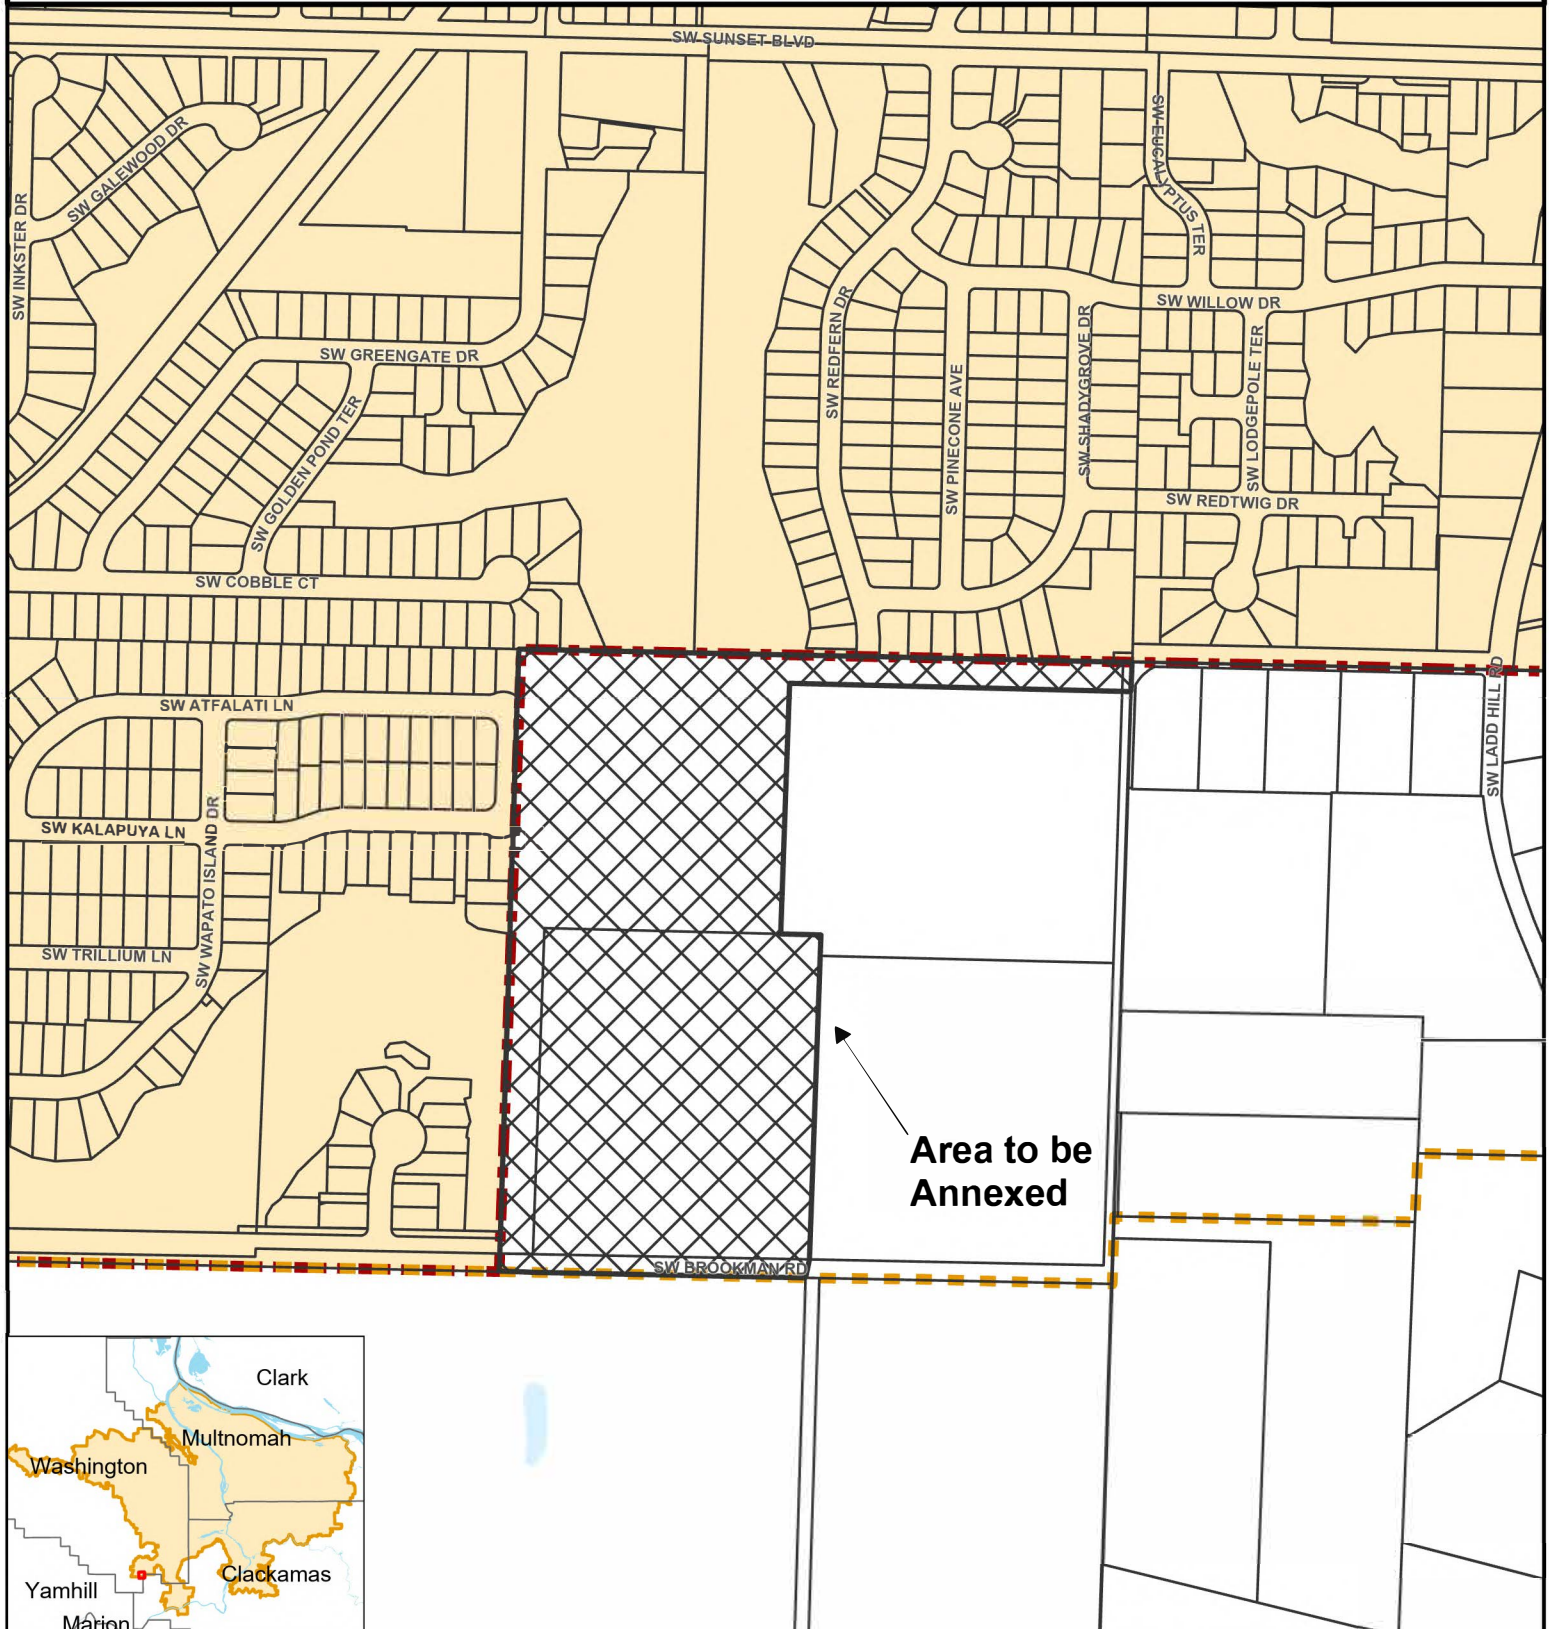 SW SUNSET BLVD
SW GALEWOOD DR
SW INKSTER DR
SW EUCALYPTUS TER
SW WILLOW DR
SW GREENGATE DR
SW REDFERN DR
SW PINECONE AVE
SW SHADYGROVE DR
SW LODGEPOLE TER
SW GOLDEN POND TER
SW REDTWIG DR
SW COBBLE CT
SW ATFALATI LN
SW LADD HILL RD
SW KALAPUYA LN
SW WAPATO ISLAND DR
SW TRILLIUM LN
Area to be
Annexed
SW BROOKMAN RD
Clark
Multnomah
Washington
Clackamas
Yamhill
Marion